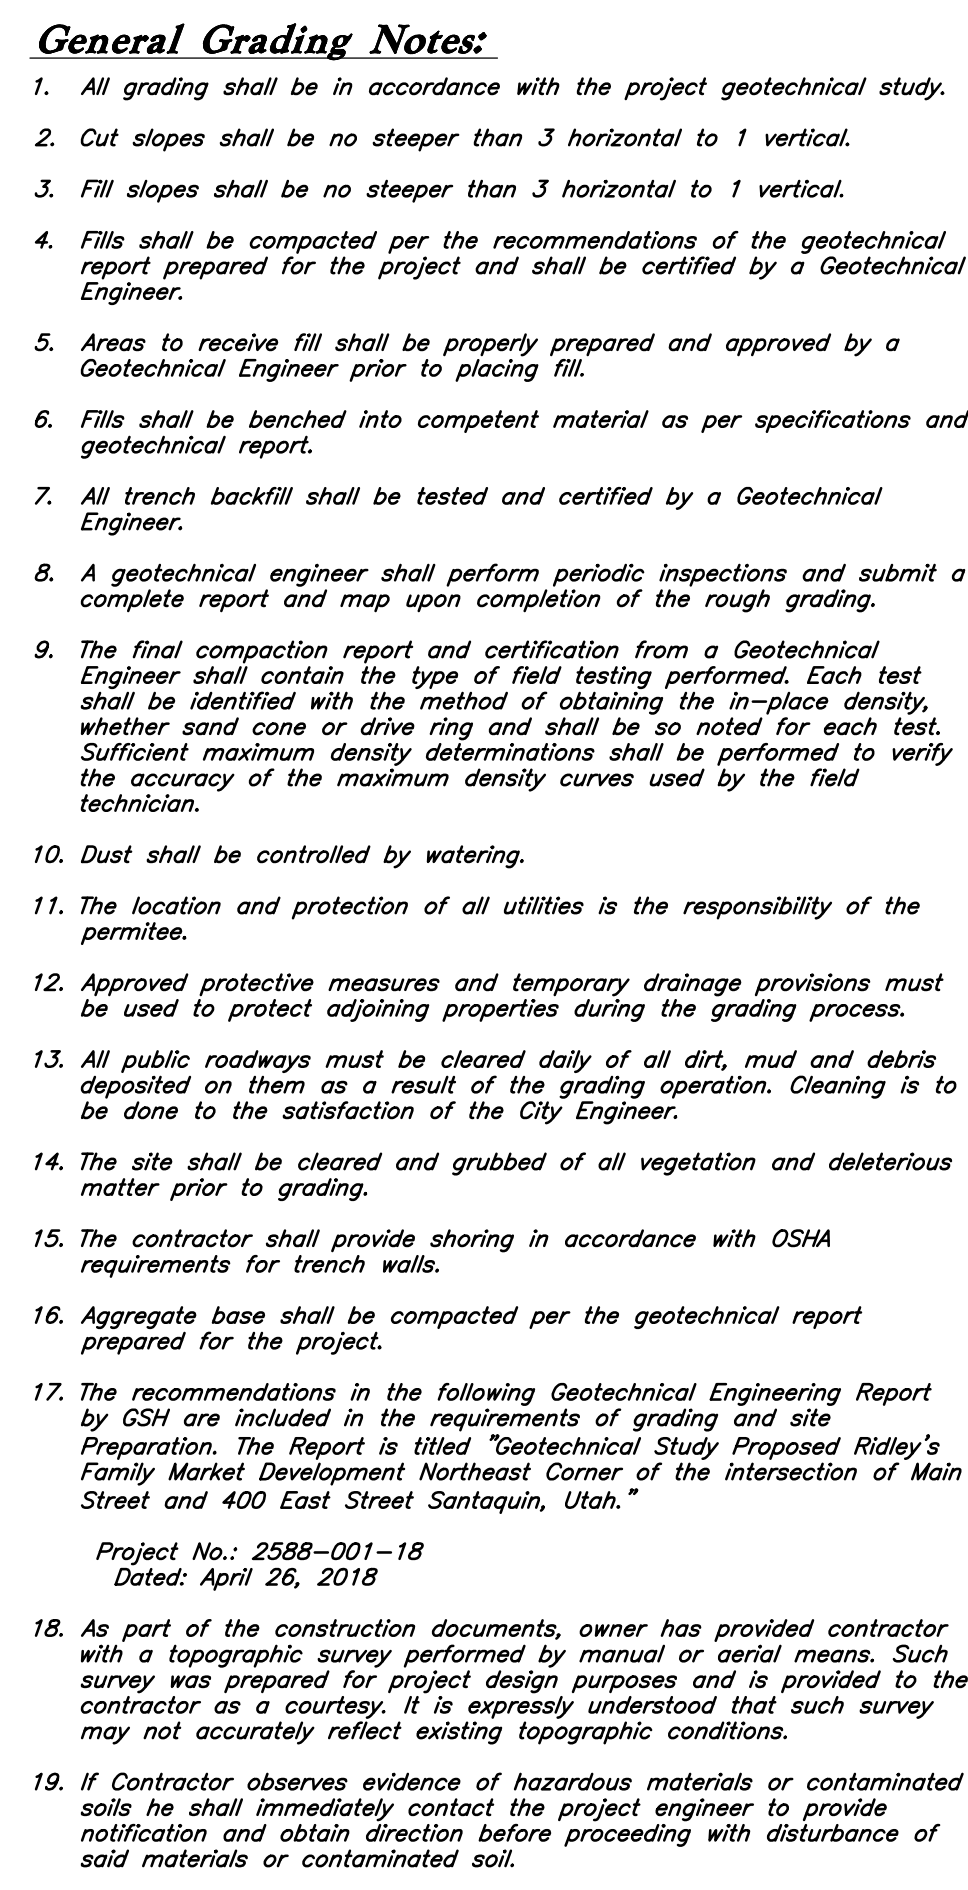 General Grading Notes:
1. All grading shall be in accordance with the project geotechnical study.
2. Cut slopes shall be no steeper than 3 horizontal to 1 vertical.
3. Fill slopes shall be no steeper than 3 horizontal to 1 vertical.
4. Fills shall be compacted per the recommendations of the geotechnical
report prepared for the project and shall be certified by a Geotechnical
Engineer.
5. Areas to receive fill shall be properly prepared and approved by a
Geotechnical Engineer prior to placing fill.
6. Fills shall be benched into competent material as per specifications and
geotechnical report.
7. All trench backfill shall be tested and certified by a Geotechnical
Engineer.
8. A geotechnical engineer shall perform periodic inspections and submit a
complete report and map upon completion of the rough grading.
9. The final compaction report and certification from a Geotechnical
Engineer shall contain the type of field testing performed. Each test
shall be identified with the method of obtaining the in-place density,
whether sand cone or drive ring and shall be so noted for each test.
Sufficient maximum density determinations shall be performed to verify
the accuracy of the maximum density curves used by the field
technician.
10. Dust shall be controlled by watering.
11. The location and protection of all utilities is the responsibility of the
permitee.
12. Approved protective measures and temporary drainage provisions must
be used to protect adjoining properties during the grading process.
13. All public roadways must be cleared daily of all dirt, mud and debris
deposited on them as a result of the grading operation. Cleaning is to
be done to the satisfaction of the City Engineer.
14. The site shall be cleared and grubbed of all vegetation and deleterious
matter prior to grading.
15. The contractor shall provide shoring in accordance with OSHA
requirements for trench walls.
16. Aggregate base shall be compacted per the geotechnical report
prepared for the project.
17. The recommendations in the following Geotechnical Engineering Report
by GSH are included in the requirements of grading and site
Preparation. The Report is titled "Geotechnical Study Proposed Ridley's
Family Market Development Northeast Corner of the intersection of Main
Street and 400 East Street Santaquin, Utah."
Project No.: 2588-001-18
Dated: April 26, 2018
18. As part of the construction documents, owner has provided contractor
with a topographic survey performed by manual or aerial means. Such
survey was prepared for project design purposes and is provided to the
contractor as a courtesy. It is expressly understood that such survey
may not accurately reflect existing topographic conditions.
19. If Contractor observes evidence of hazardous materials or contaminated
soils he shall immediately contact the project engineer to provide
notification and obtain direction before proceeding with disturbance of
said materials or contaminated soil.